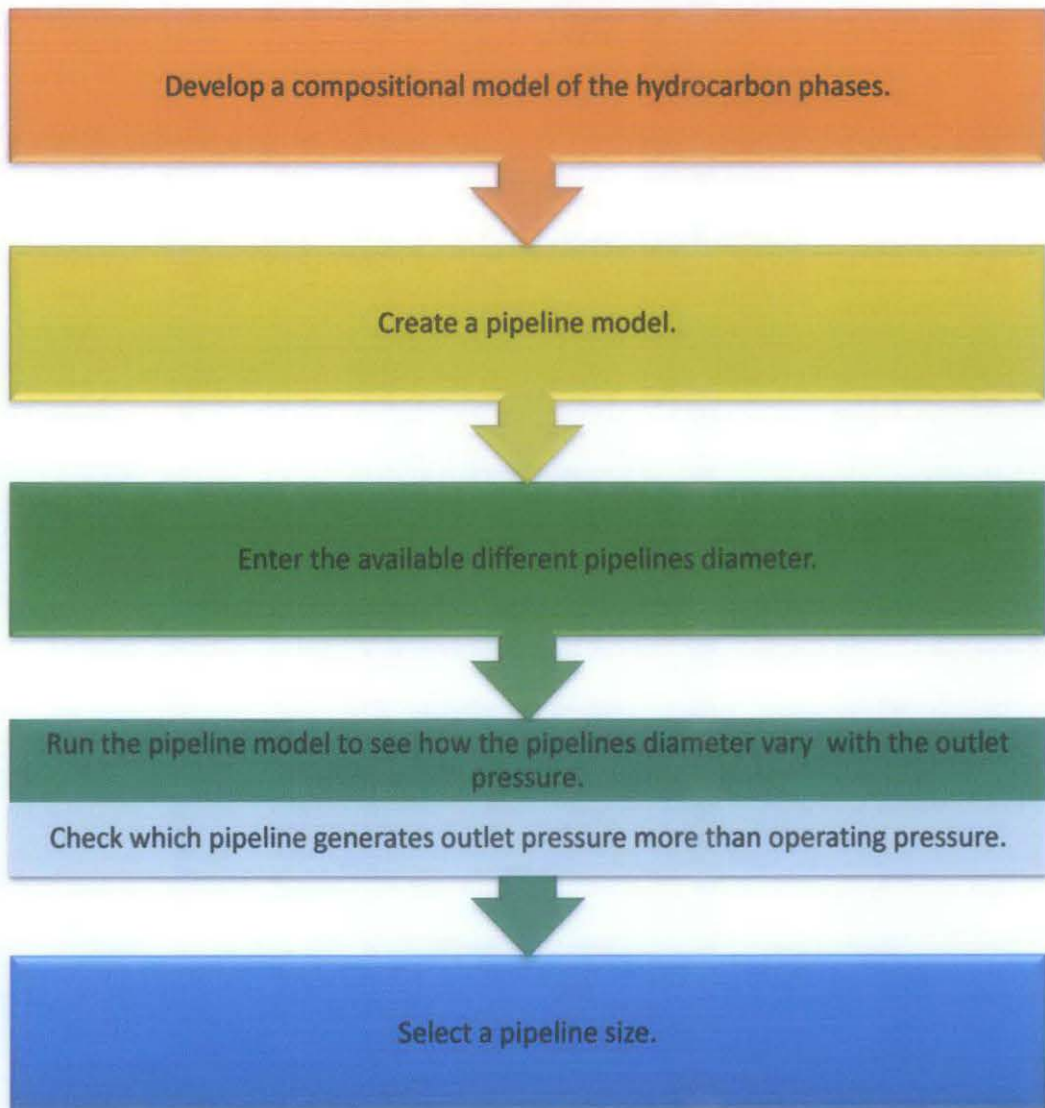 Develop a compositional model of the hydrocarbon phases.
Create a pipeline model.
Enter the available different pipelines diameter.
Run the pipeline model to see how the pipelines diameter vary with the outlet
pressure.
Check which pipeline generates outlet pressure more than operating pressure.
Select a pipeline size.